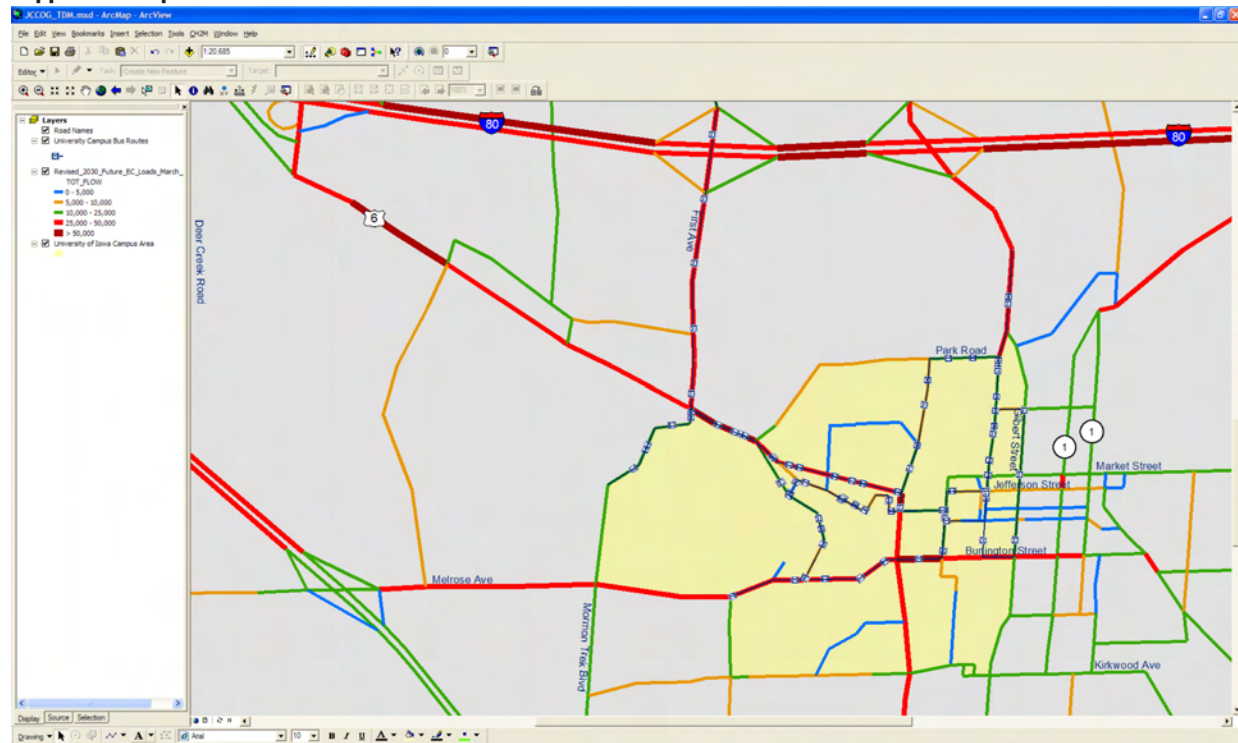 JCCOG_TDM.mxd - ArcMap - ArcView
File Edit View Bookmarks Insert Selection Tools CH2M Window Help
1:20,685
0
Editor Task: Create New Feature Target:
100%
Layers
Road Names
University Campus Bus Routes
Revised_2030_Future_EC_Loads_March_
TOT_FLOW
0 - 5,000
5,000 - 10,000
10,000 - 25,000
25,000 - 50,000
> 50,000
University of Iowa Campus Area
80
80
6
First Ave
Deer Creek Road
Park Road
1
1
Market Street
Jefferson Street
Burlington Street
Melrose Ave
Mormon Trek Blvd
Kirkwood Ave
Display Source Selection
Drawing A Arial 10 B I U A